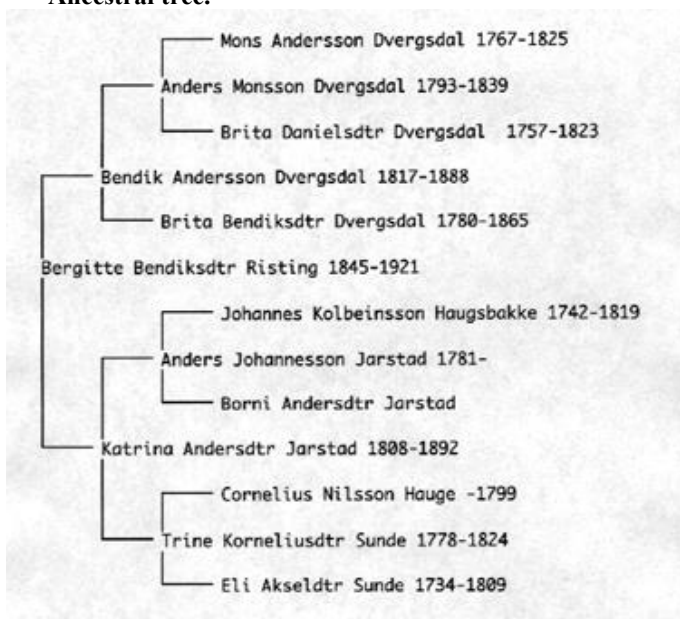 Ancestral tree.
Mons Andersson Dvergsdal 1767-1825
Anders Monsson Dvergsdal 1793-1839
Brita Danielsdtr Dvergsdal 1757-1823
Bendik Andersson Dvergsdal 1817-1888
Brita Bendiksdtr Dvergsdal 1780-1865
Bergitte Bendiksdtr Risting 1845-1921
Johannes Kolbeinsson Haugsbakke 1742-1819
Anders Johannesson Jarstad 1781-
Borni Andersdtr Jarstad
Katrina Andersdtr Jarstad 1808-1892
Cornelius Nilsson Hauge -1799
Trine Korneliusdtr Sunde 1778-1824
Eli Akseldtr Sunde 1734-1809